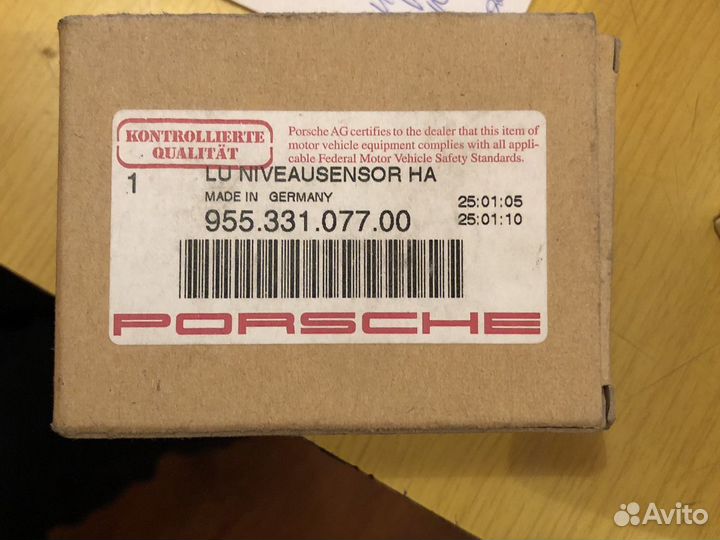 KONTROLLIERTE
QUALITÄT
Porsche AG certifies to the dealer that this item of
motor vehicle equipment complies with all appli-
cable Federal Motor Vehicle Safety Standards.
1
LU NIVEAUSENSOR HA
MADE IN GERMANY
25:01:05
955.331.077.00
25:01:10
PORSCHE
Avito